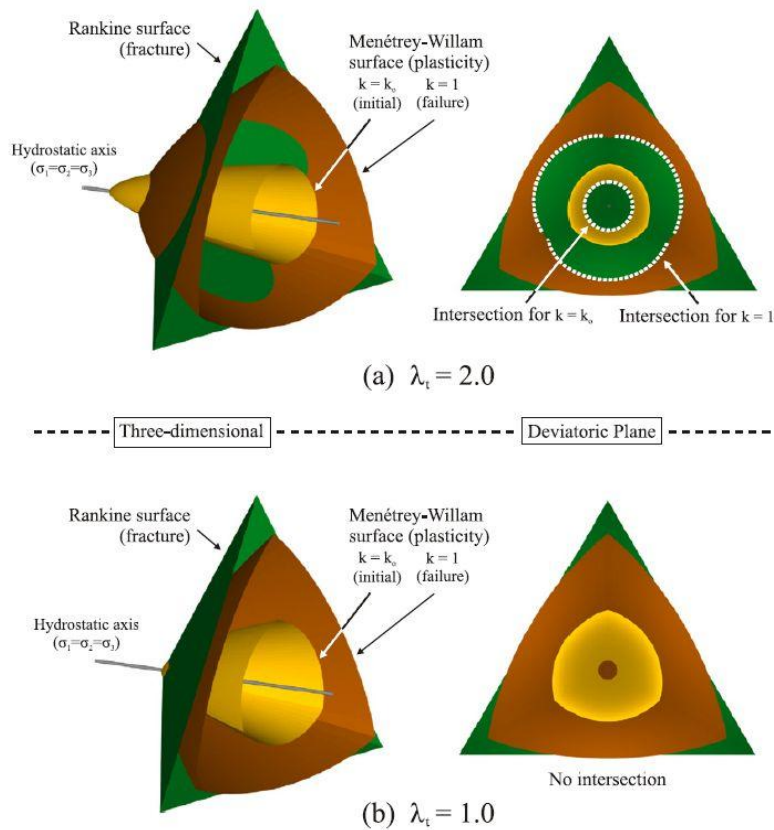 Rankine surface
(fracture)
Menétrey-Willam
surface (plasticity)
k = kₒ k = 1
(initial) (failure)
Hydrostatic axis
(σ₁=σ₂=σ₃)
Intersection for k = kₒ Intersection for k = 1
(a) λₜ = 2.0
Three-dimensional Deviatoric Plane
Rankine surface
(fracture)
Menétrey-Willam
surface (plasticity)
k = kₒ k = 1
(initial) (failure)
Hydrostatic axis
(σ₁=σ₂=σ₃)
No intersection
(b) λₜ = 1.0